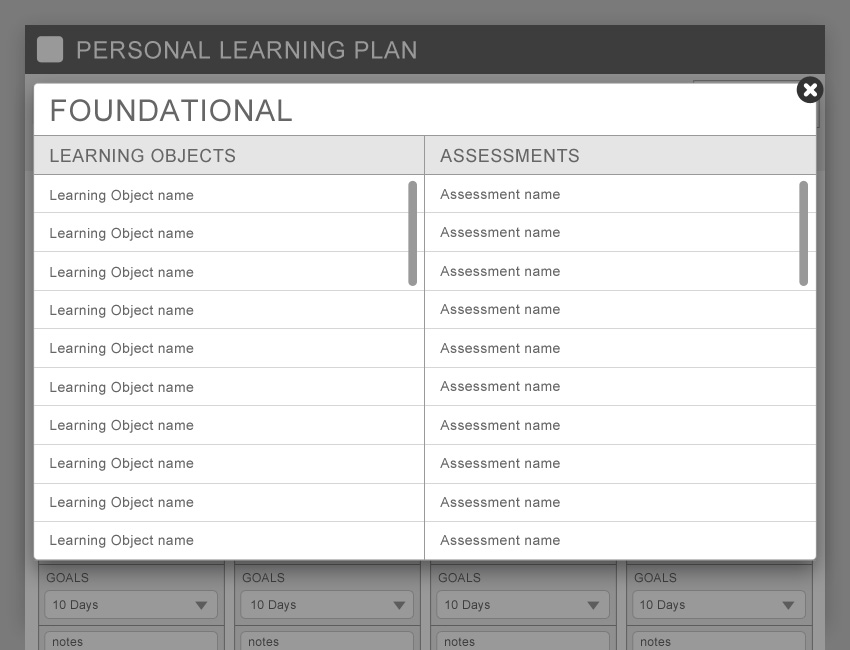 PERSONAL LEARNING PLAN
FOUNDATIONAL
LEARNING OBJECTS ASSESSMENTS
Learning Object name Assessment name
Learning Object name Assessment name
Learning Object name Assessment name
Learning Object name Assessment name
Learning Object name Assessment name
Learning Object name Assessment name
Learning Object name Assessment name
Learning Object name Assessment name
Learning Object name Assessment name
Learning Object name Assessment name
GOALS GOALS GOALS GOALS
10 Days 10 Days 10 Days 10 Days
notes notes notes notes